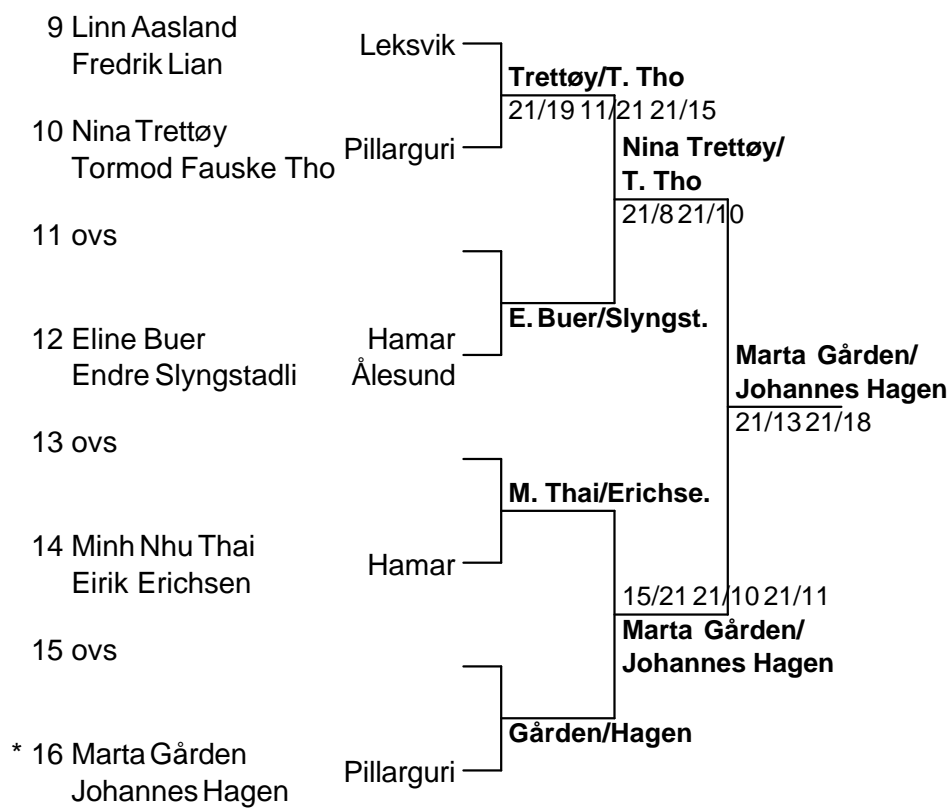 9 Linn Aasland
Fredrik Lian
Leksvik
Trettøy/T. Tho
21/19 11/21 21/15
10 Nina Trettøy
Tormod Fauske Tho
Pillarguri
Nina Trettøy/
T. Tho
21/8 21/10
11 ovs
E. Buer/Slyngst.
12 Eline Buer
Endre Slyngstadli
Hamar
Ålesund
Marta Gården/
Johannes Hagen
21/13 21/18
13 ovs
M. Thai/Erichse.
14 Minh Nhu Thai
Eirik Erichsen
Hamar
15/21 21/10 21/11
Marta Gården/
Johannes Hagen
15 ovs
Gården/Hagen
* 16 Marta Gården
Johannes Hagen
Pillarguri